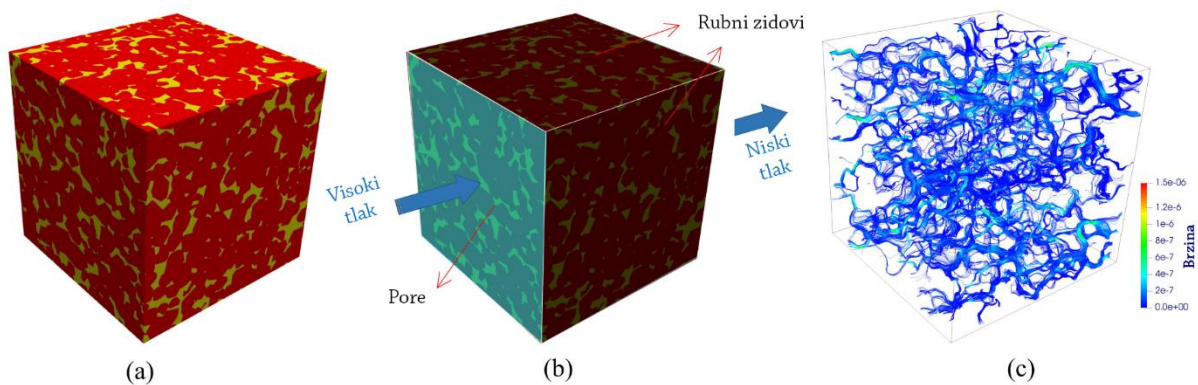 Rubni zidovi
Visoki
tlak
Pore
Niski
tlak
1.5e-06
1.2e-6
1e-6
8e-7
6e-7
4e-7
2e-7
0.0e+00
Brzina
(a)
(b)
(c)